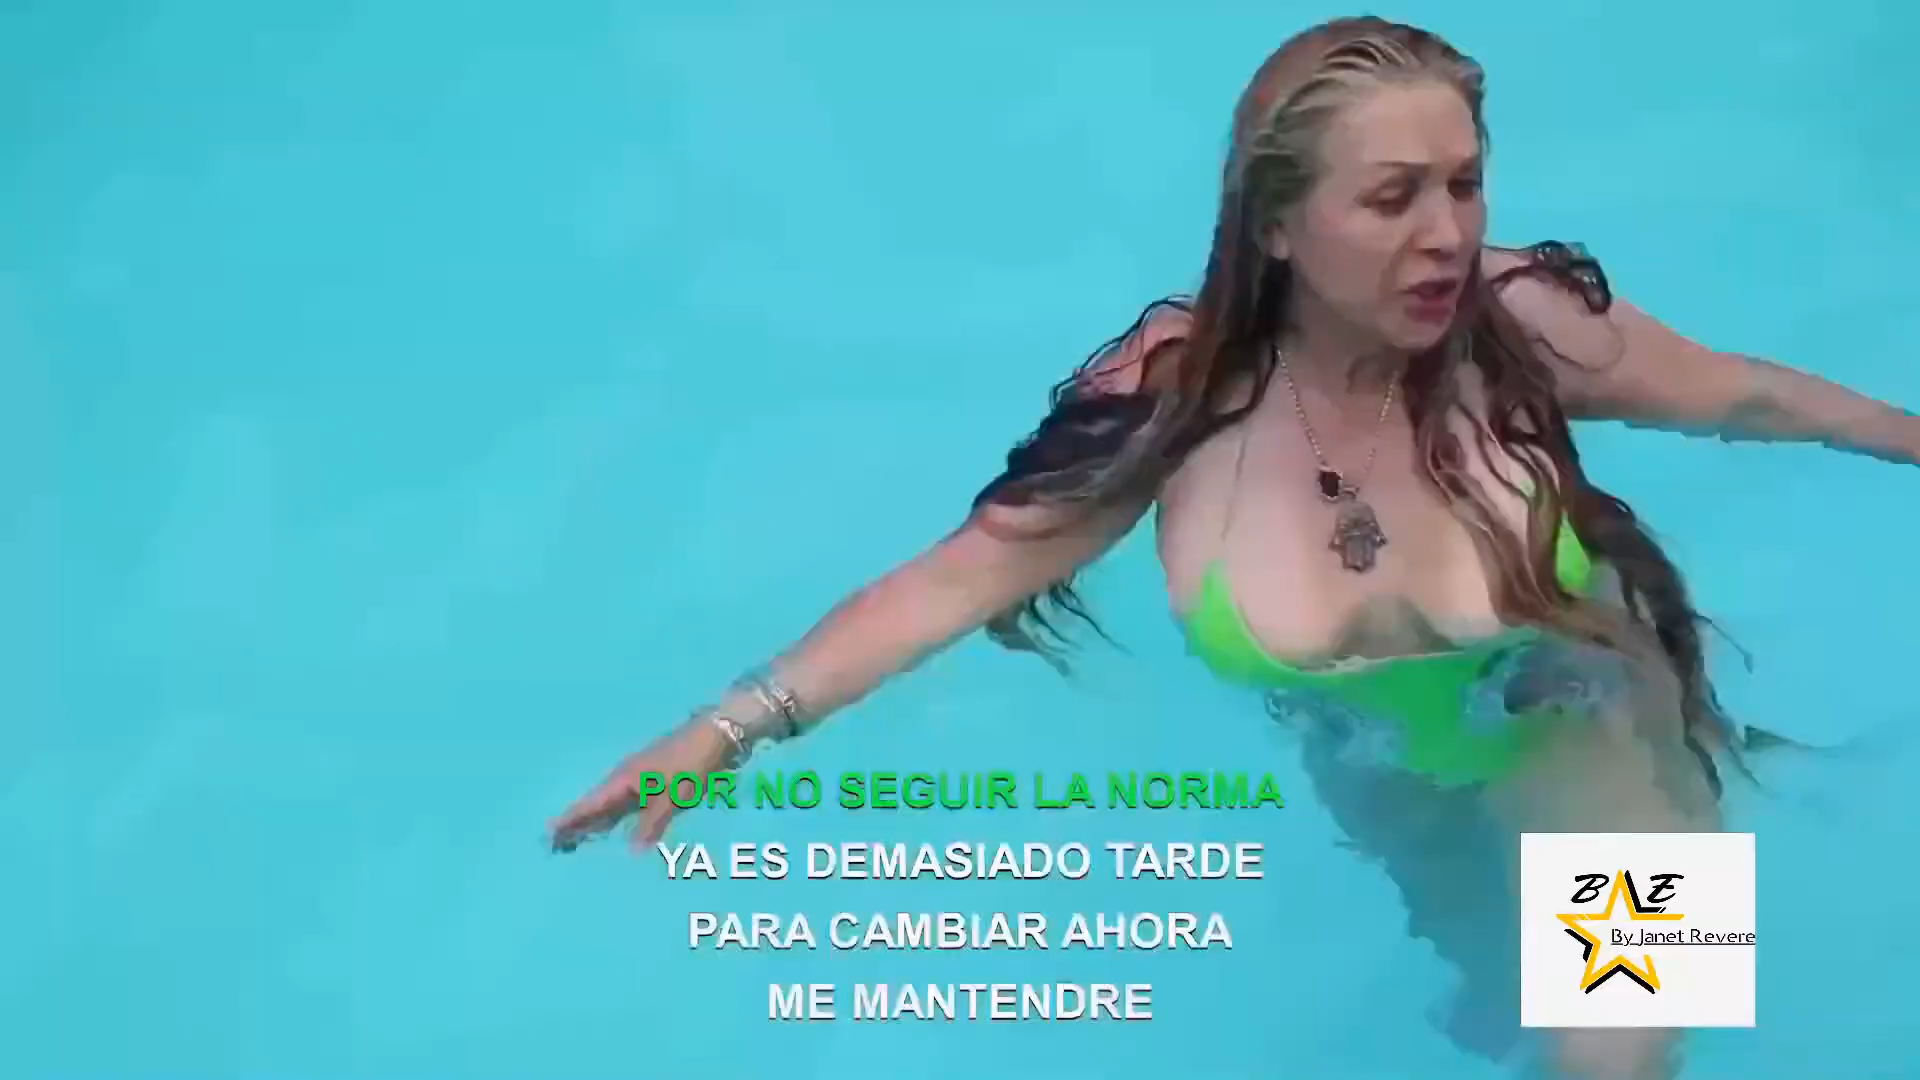 POR NO SEGUIR LA NORMA
YA ES DEMASIADO TARDE
PARA CAMBIAR AHORA
ME MANTENDRE
BAE
By Janet Revere